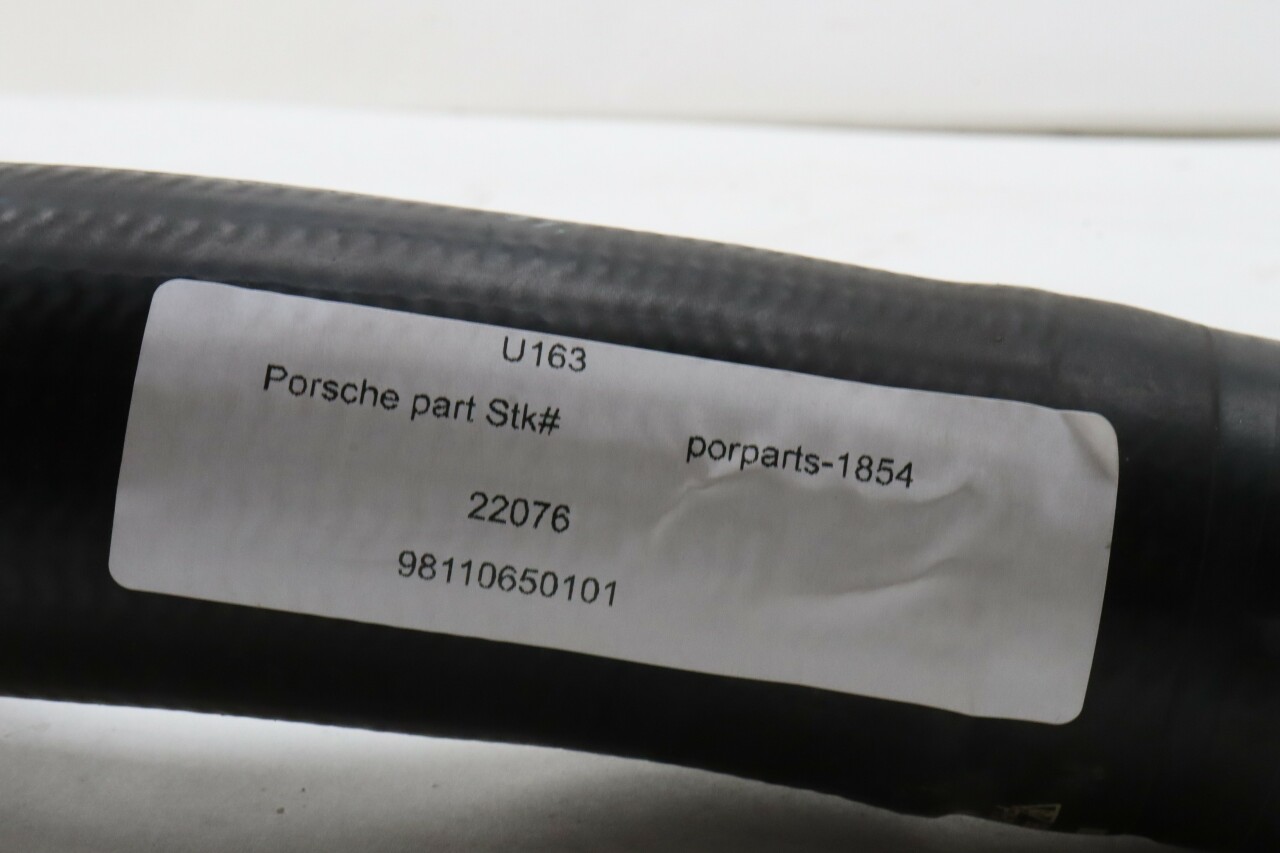 U163
Porsche part Stk#
porparts-1854
22076
98110650101